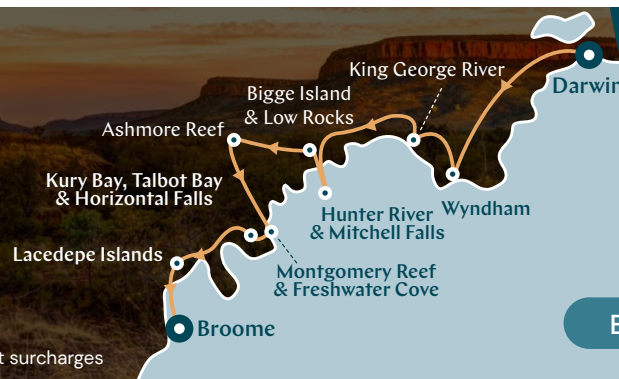 King George River
Darwin
Bigge Island
& Low Rocks
Ashmore Reef
Kury Bay, Talbot Bay
& Horizontal Falls
Hunter River
& Mitchell Falls
Wyndham
Lacedepe Islands
Montgomery Reef
& Freshwater Cove
Broome
surcharges